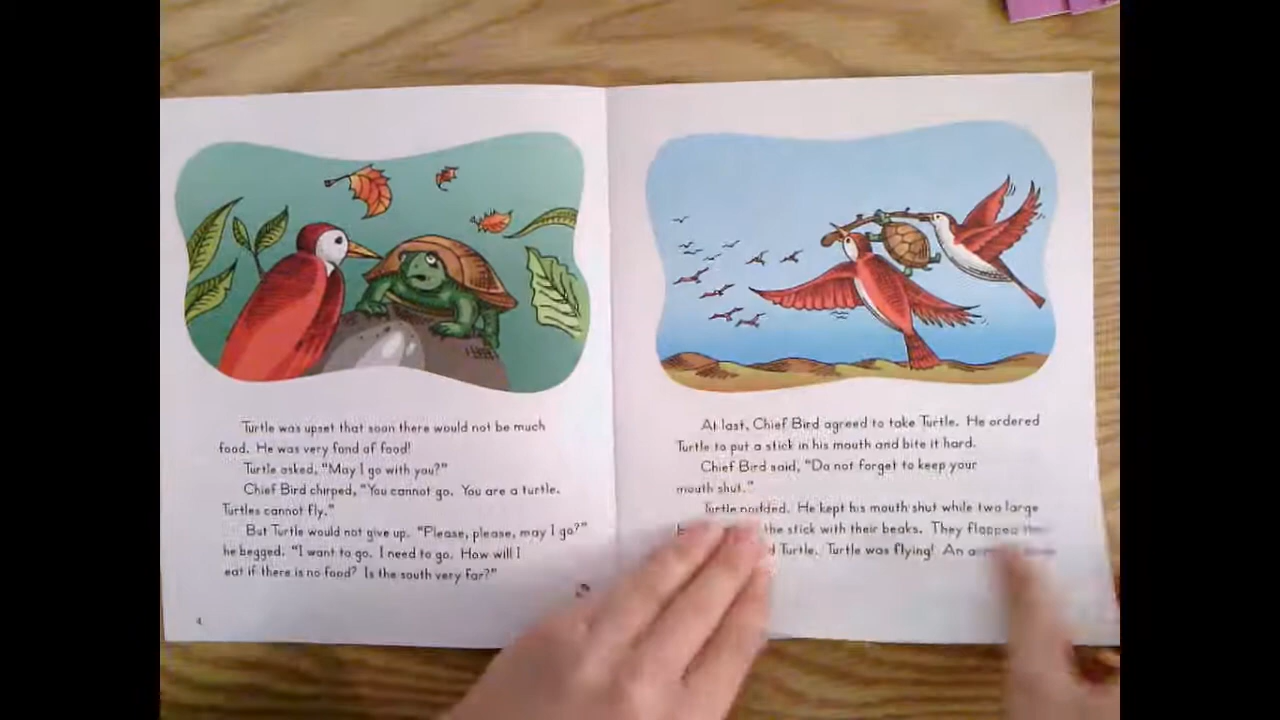 Turtle was upset that soon there would not be much
food. He was very fond of food!
Turtle asked, "May I go with you?"
Chief Bird chirped, "You cannot go. You are a turtle.
Turtles cannot fly."
But Turtle would not give up. "Please, please, may I go?"
he begged. "I want to go. I need to go. How will I
eat if there is no food? Is the south very far?"
4
At last, Chief Bird agreed to take Turtle. He ordered
Turtle to put a stick in his mouth and bite it hard.
Chief Bird said, "Do not forget to keep your
mouth shut."
Turtle nodded. He kept his mouth shut while two large
the stick with their beaks. They flapped
Turtle. Turtle was flying! An